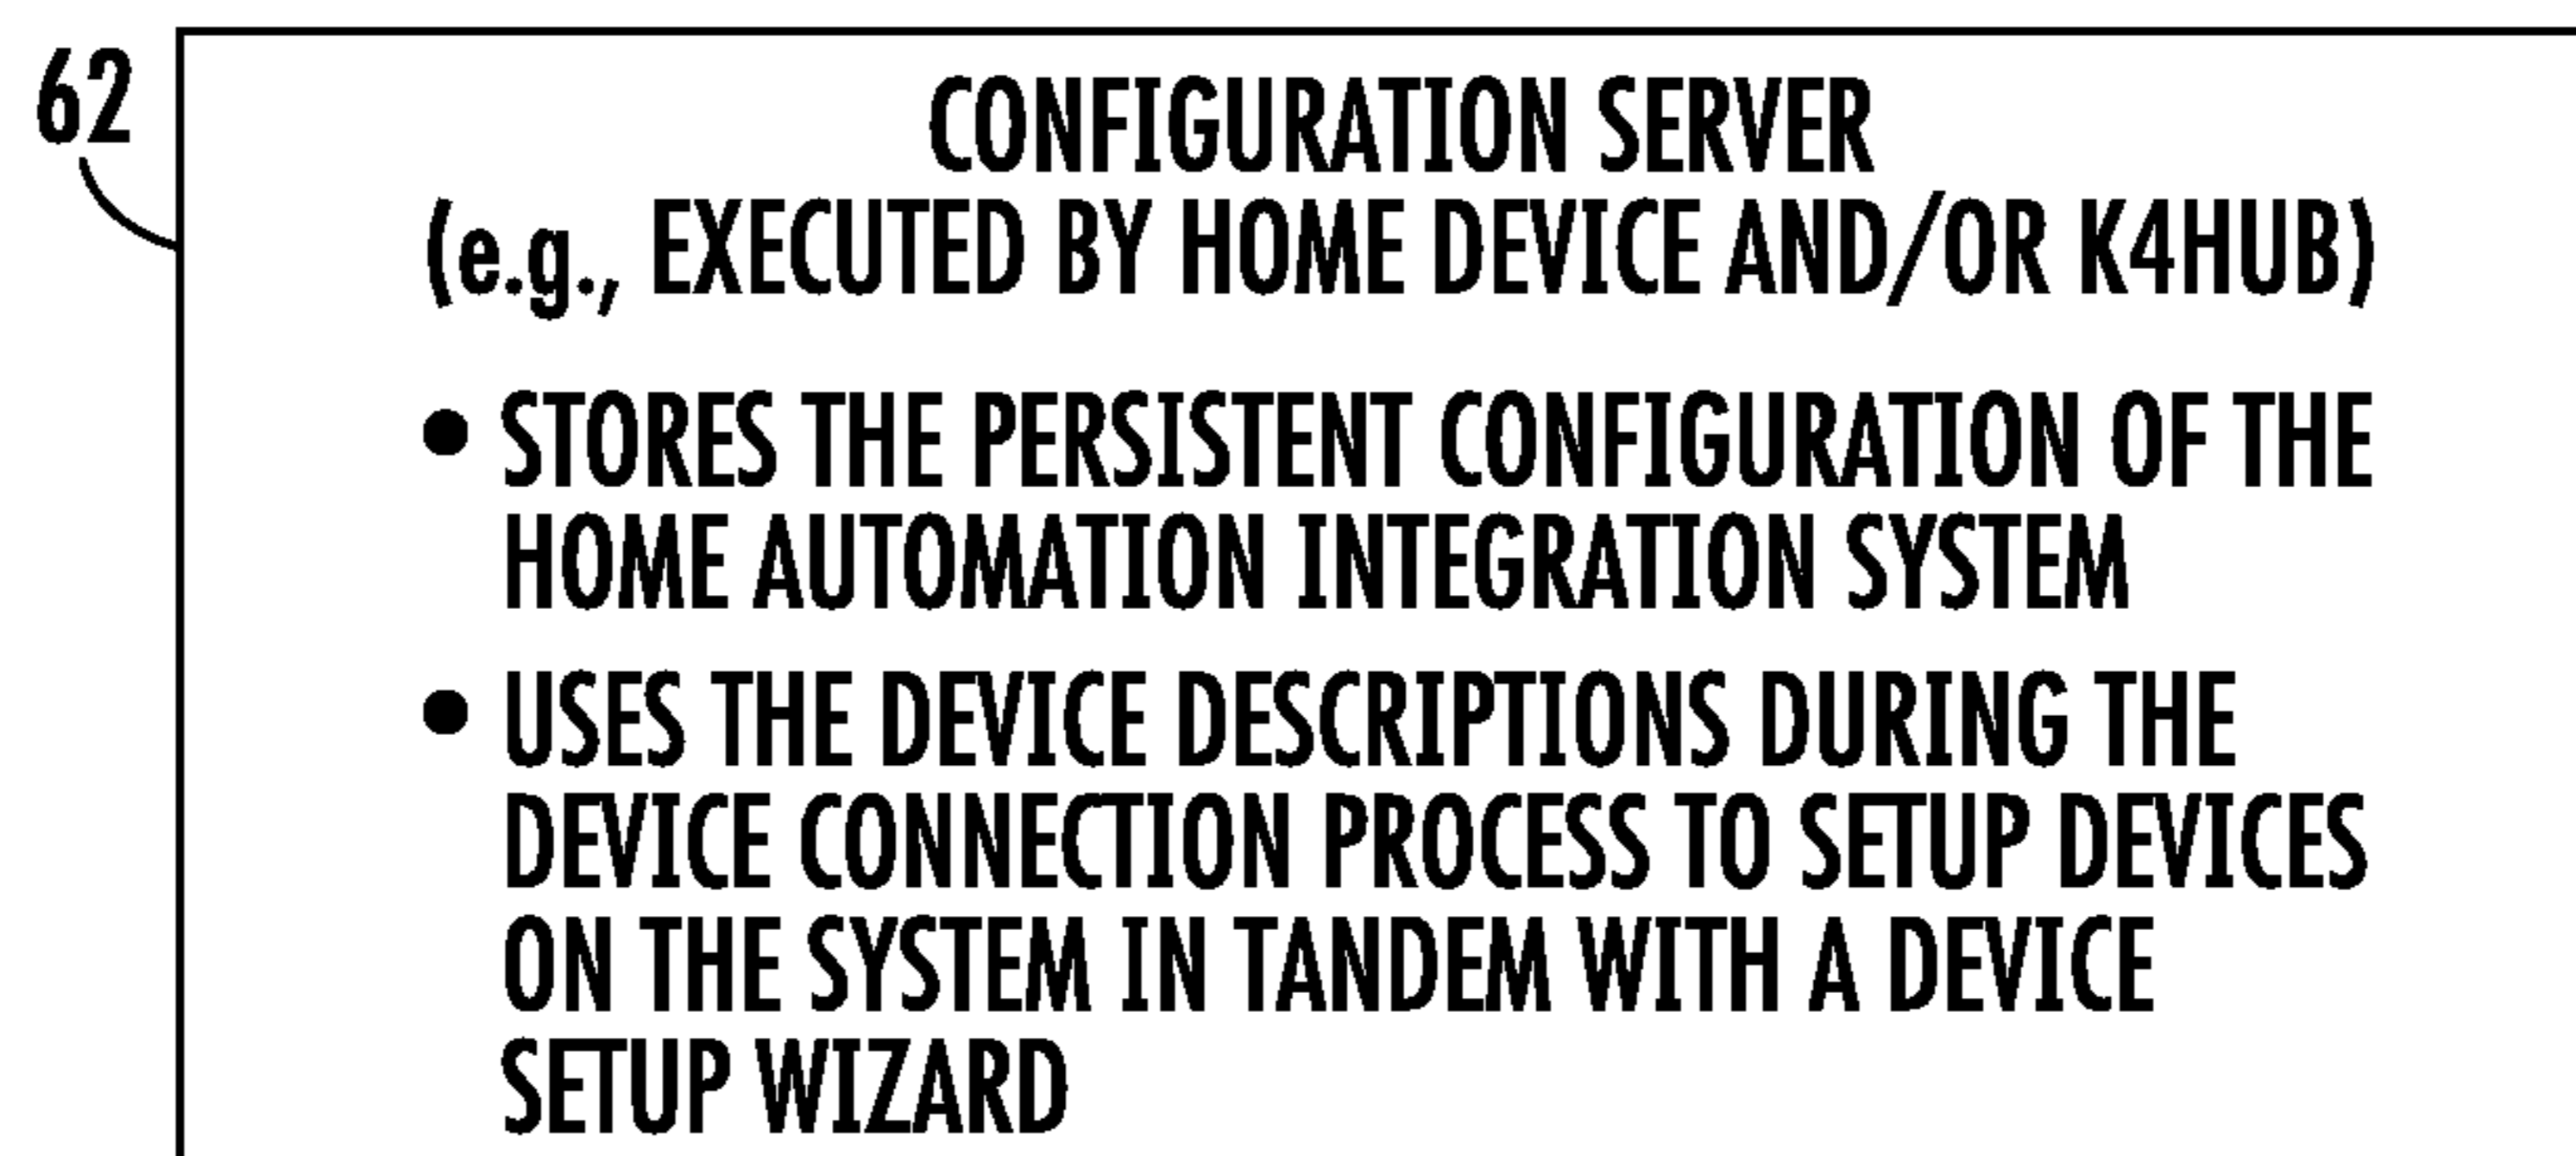 62
CONFIGURATION SERVER
(e.g., EXECUTED BY HOME DEVICE AND/OR K4HUB)
• STORES THE PERSISTENT CONFIGURATION OF THE
HOME AUTOMATION INTEGRATION SYSTEM
• USES THE DEVICE DESCRIPTIONS DURING THE
DEVICE CONNECTION PROCESS TO SETUP DEVICES
ON THE SYSTEM IN TANDEM WITH A DEVICE
SETUP WIZARD